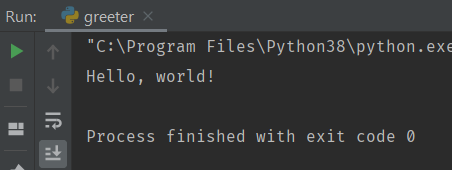 Run: greeter
"C:\Program Files\Python38\python.exe
Hello, world!
Process finished with exit code 0